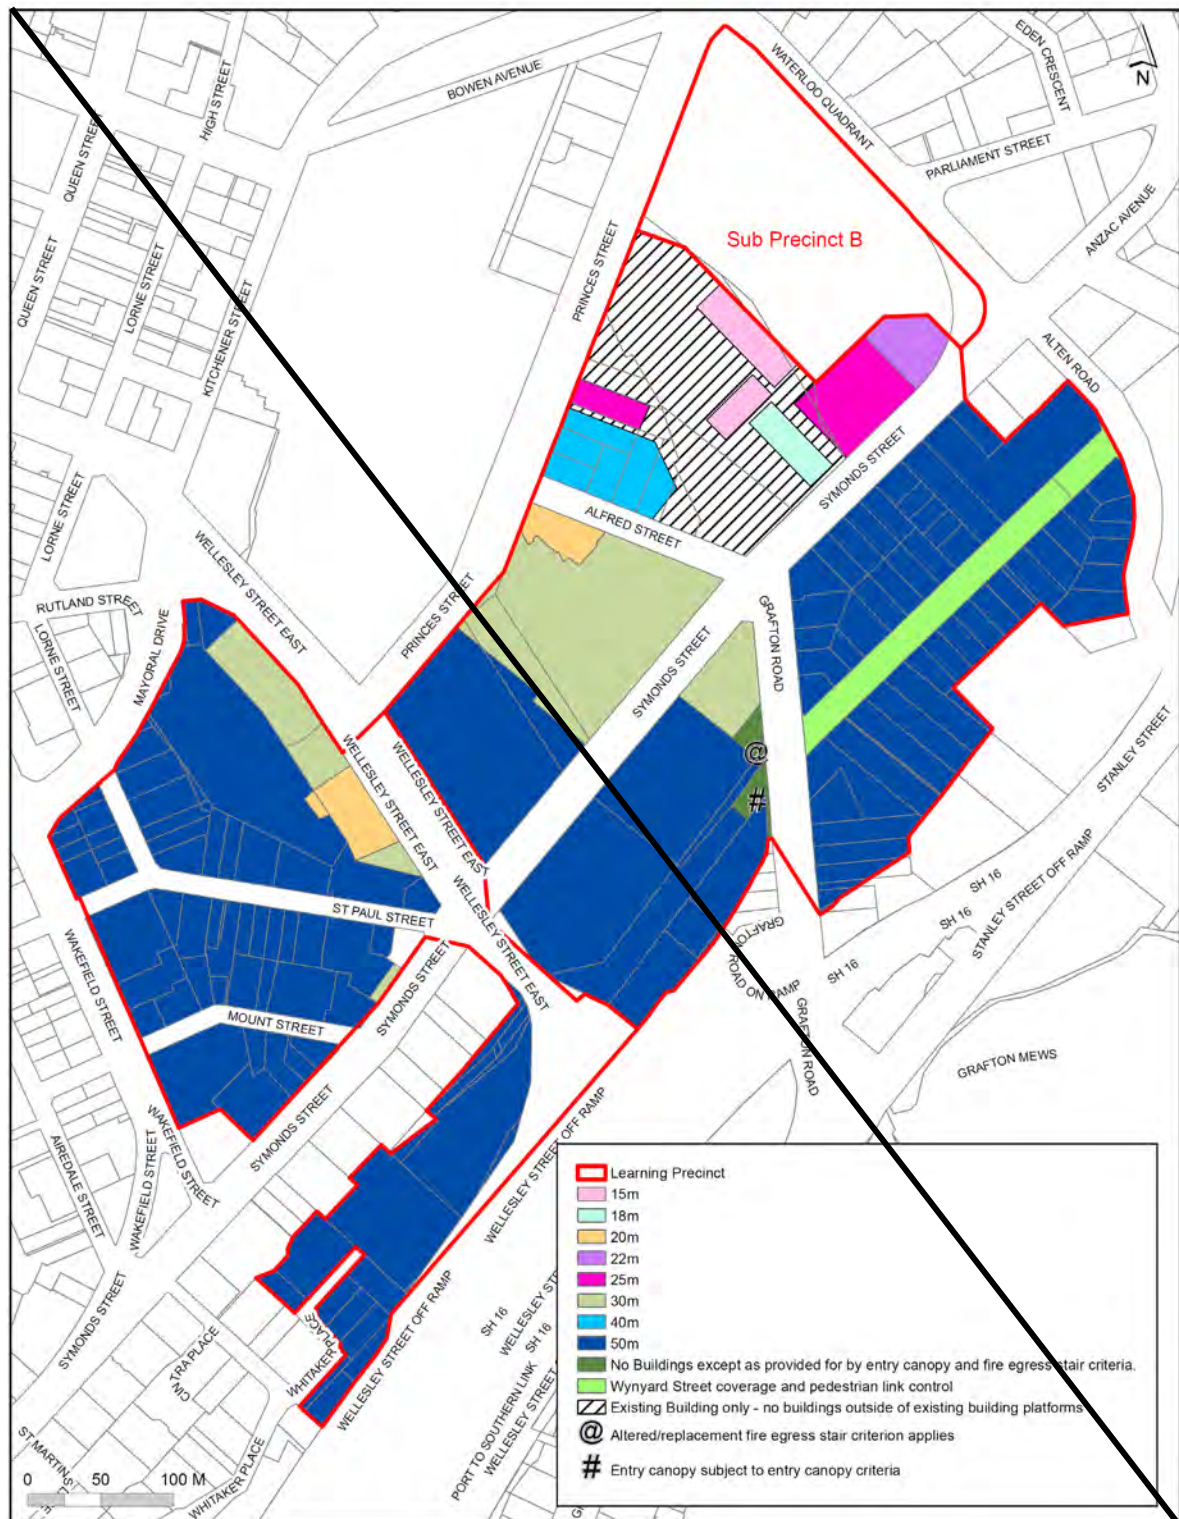 EDEN CRESCENT
WATERLOO QUADRANT
N
HIGH STREET
BOWEN AVENUE
QUEEN STREET
PARLIAMENT STREET
ANZAC AVENUE
Sub Precinct B
QUEEN STREET
LORNE STREET
PRINCES STREET
KITCHENER STREET
ALTEN ROAD
SYMONDS STREET
LORNE STREET
ALFRED STREET
WELLESLEY STREET EAST
RUTLAND STREET
PRINCES STREET
GRAFTON ROAD
LORNE STREET
MAYORAL DRIVE
SYMONDS STREET
STANLEY STREET
@
WELLESLEY STREET EAST
WELLESLEY STREET EAST
#
STANLEY STREET OFF RAMP
SH 16
SH 16
ST PAUL STREET
WELLESLEY STREET EAST
GRAFTON ROAD ON RAMP
SH 16
WAKEFIELD STREET
SYMONDS STREET
MOUNT STREET
GRAFTON ROAD
GRAFTON MEWS
SYMONDS STREET
WELLESLEY STREET OFF RAMP
AIREDALE STREET
WAKEFIELD STREET
WAKEFIELD STREET
SYMONDS STREET
CINTRA PLACE
WHITAKER PLACE
WELLESLEY STREET OFF RAMP
SH 16
SH 16
PORT TO SOUTHERN LINK
WHITAKER PLACE
Learning Precinct
15m
18m
20m
22m
25m
30m
40m
50m
No Buildings except as provided for by entry canopy and fire egress stair criteria.
Wynyard Street coverage and pedestrian link control
Existing Building only - no buildings outside of existing building platforms
@ Altered/replacement fire egress stair criterion applies
# Entry canopy subject to entry canopy criteria
0 50 100 M